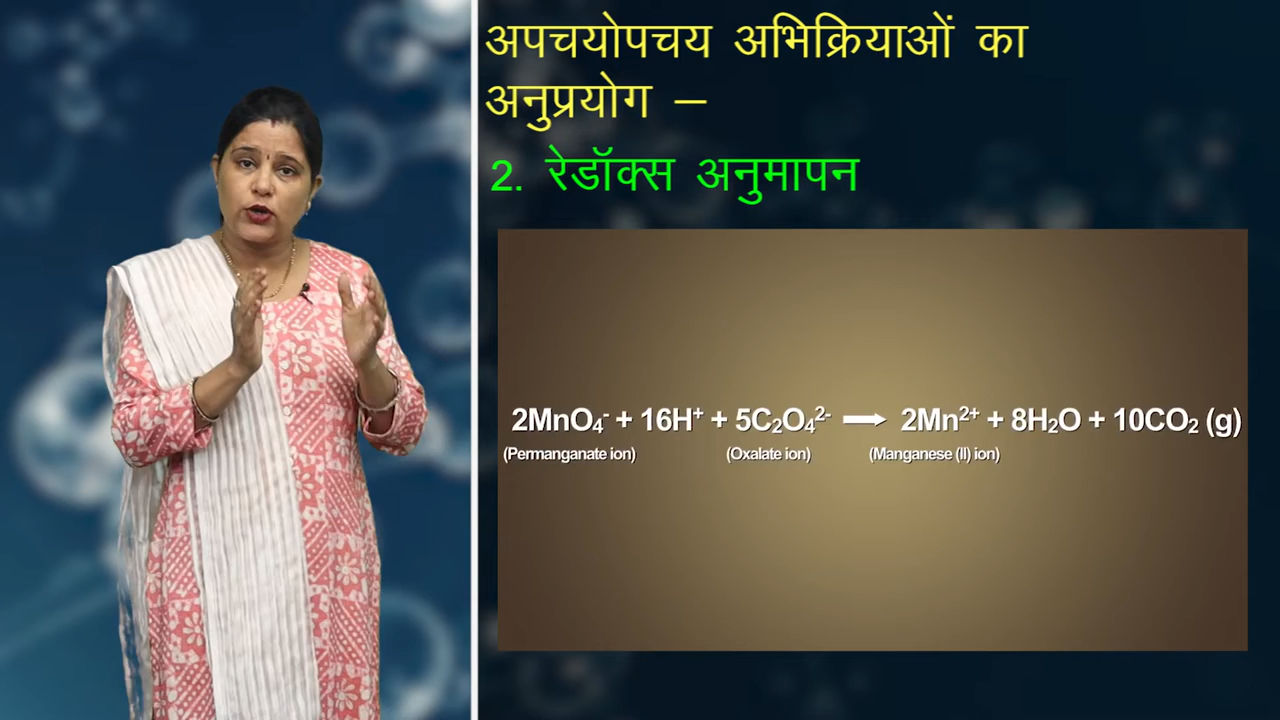 अपचयोपचय अभिक्रियाओं का
अनुप्रयोग –
2. रेडॉक्स अनुमापन
2MnO₄⁻ + 16H⁺ + 5C₂O₄²⁻ ➡ 2Mn²⁺ + 8H₂O + 10CO₂ (g)
(Permanganate ion) (Oxalate ion) (Manganese (II) ion)